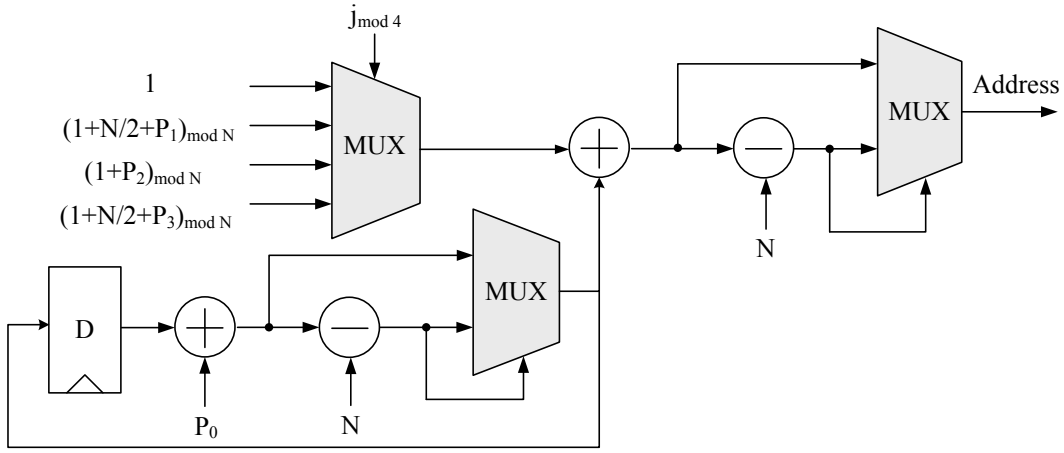 j mod 4
1
(1+N/2+P1)mod N
(1+P2)mod N
(1+N/2+P3)mod N
MUX
MUX
Address
N
MUX
D
P0
N